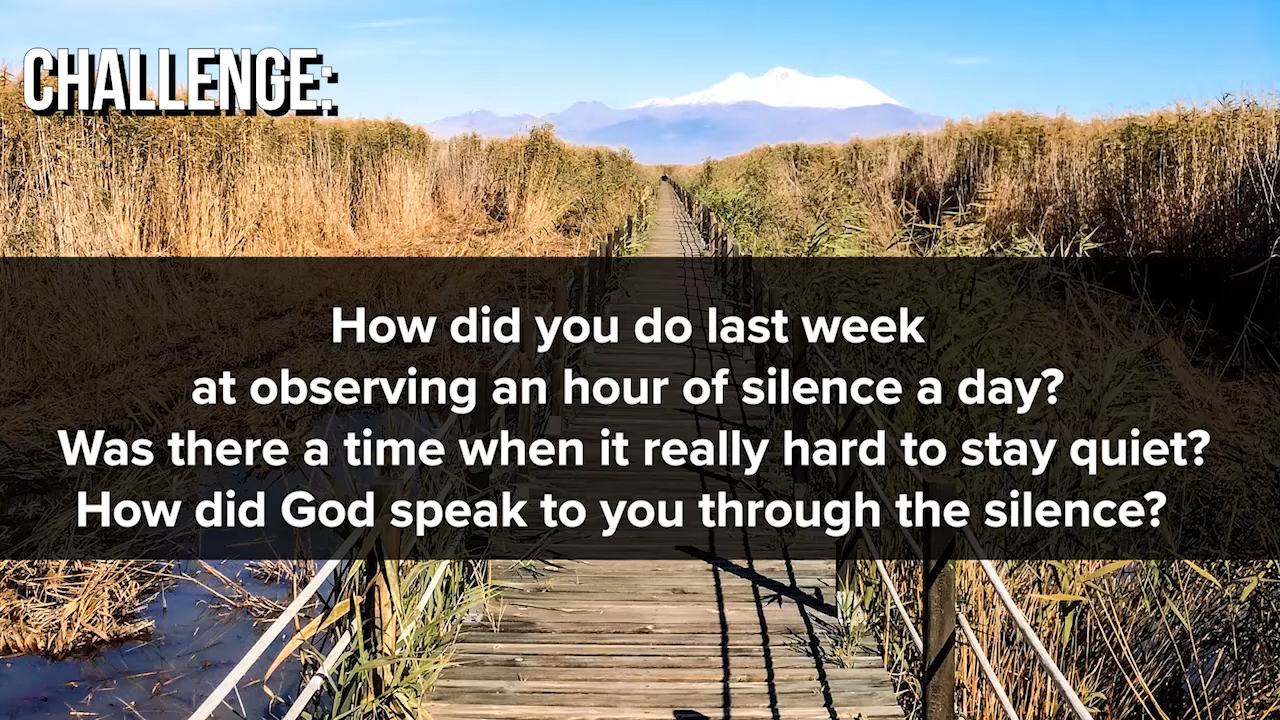 CHALLENGE:
How did you do last week
at observing an hour of silence a day?
Was there a time when it really hard to stay quiet?
How did God speak to you through the silence?